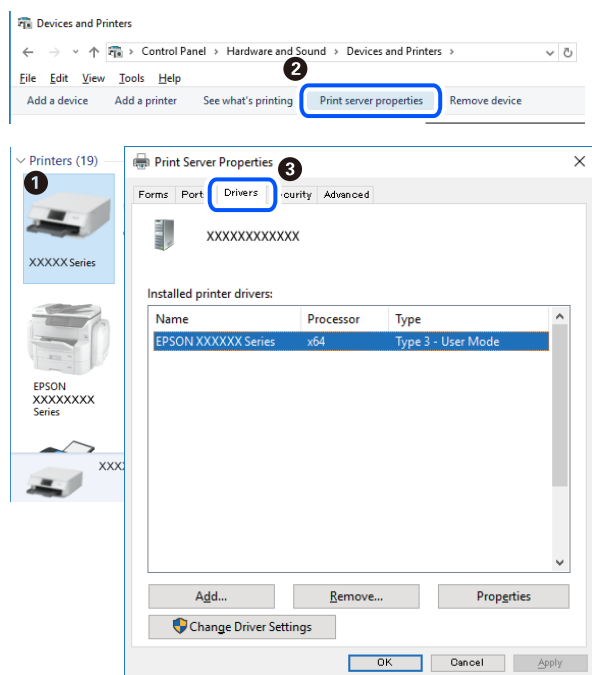 Devices and Printers
Control Panel > Hardware and Sound > Devices and Printers >
2
File Edit View Tools Help
Add a device Add a printer See what's printing Print server properties Remove device
Printers (19)
1
XXXXX Series
EPSON
XXXXXXXX
Series
XXX
Print Server Properties
3
Forms Port Drivers curity Advanced
XXXXXXXXXXXX
Installed printer drivers:
Name Processor Type
EPSON XXXXXX Series x64 Type 3 - User Mode
Add... Remove... Properties
Change Driver Settings
OK Cancel Apply